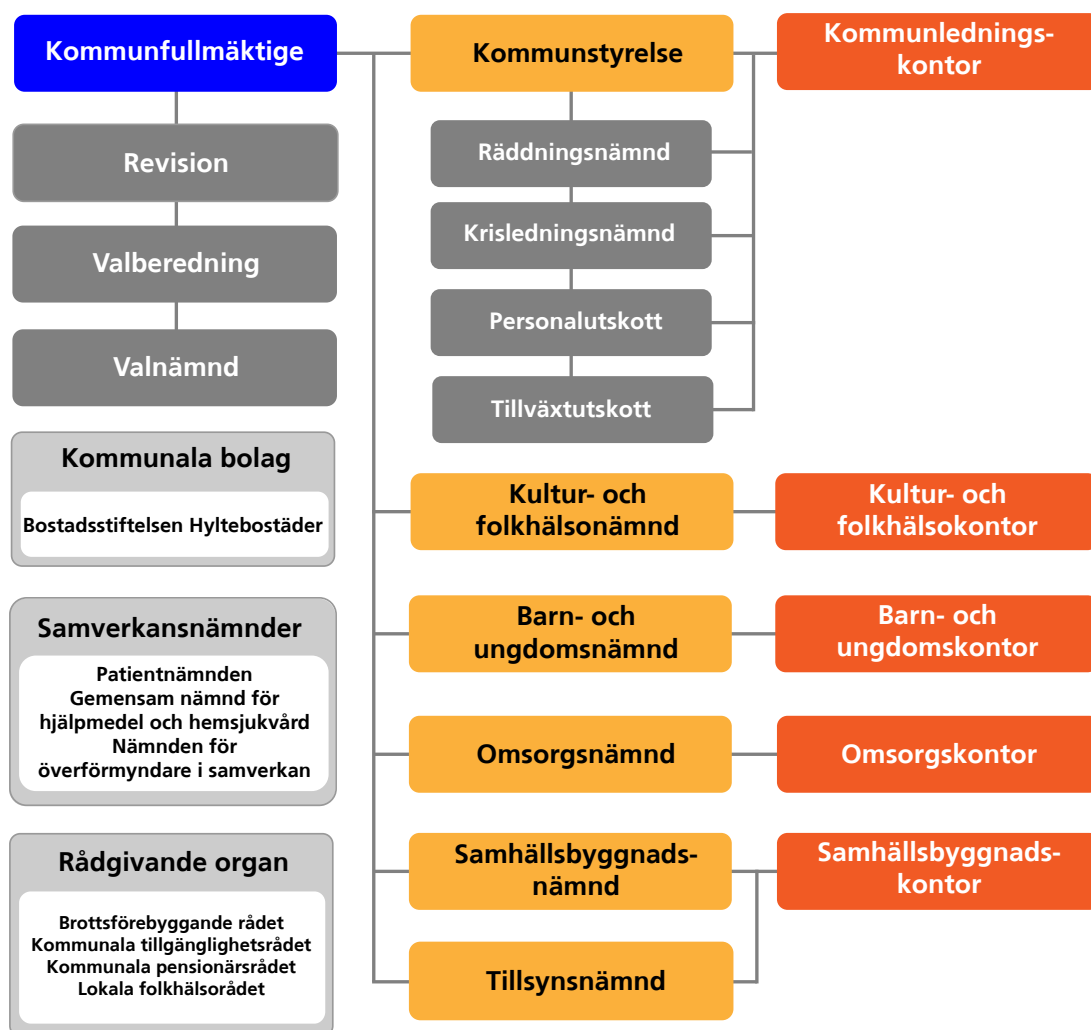 Kommunfullmäktige
Revision
Valberedning
Valnämnd
Kommunala bolag
Bostadsstiftelsen Hyltebostäder
Samverkansnämnder
Patientnämnden
Gemensam nämnd för
hjälpmedel och hemsjukvård
Nämnden för
överförmyndare i samverkan
Rådgivande organ
Brottsförebyggande rådet
Kommunala tillgänglighetsrådet
Kommunala pensionärsrådet
Lokala folkhälsorådet
Kommunstyrelse
Räddningsnämnd
Krisledningsnämnd
Personalutskott
Tillväxtutskott
Kultur- och
folkhälsonämnd
Barn- och
ungdomsnämnd
Omsorgsnämnd
Samhällsbyggnads-
nämnd
Tillsynsnämnd
Kommunlednings-
kontor
Kultur- och
folkhälsokontor
Barn- och
ungdomskontor
Omsorgskontor
Samhällsbyggnads-
kontor